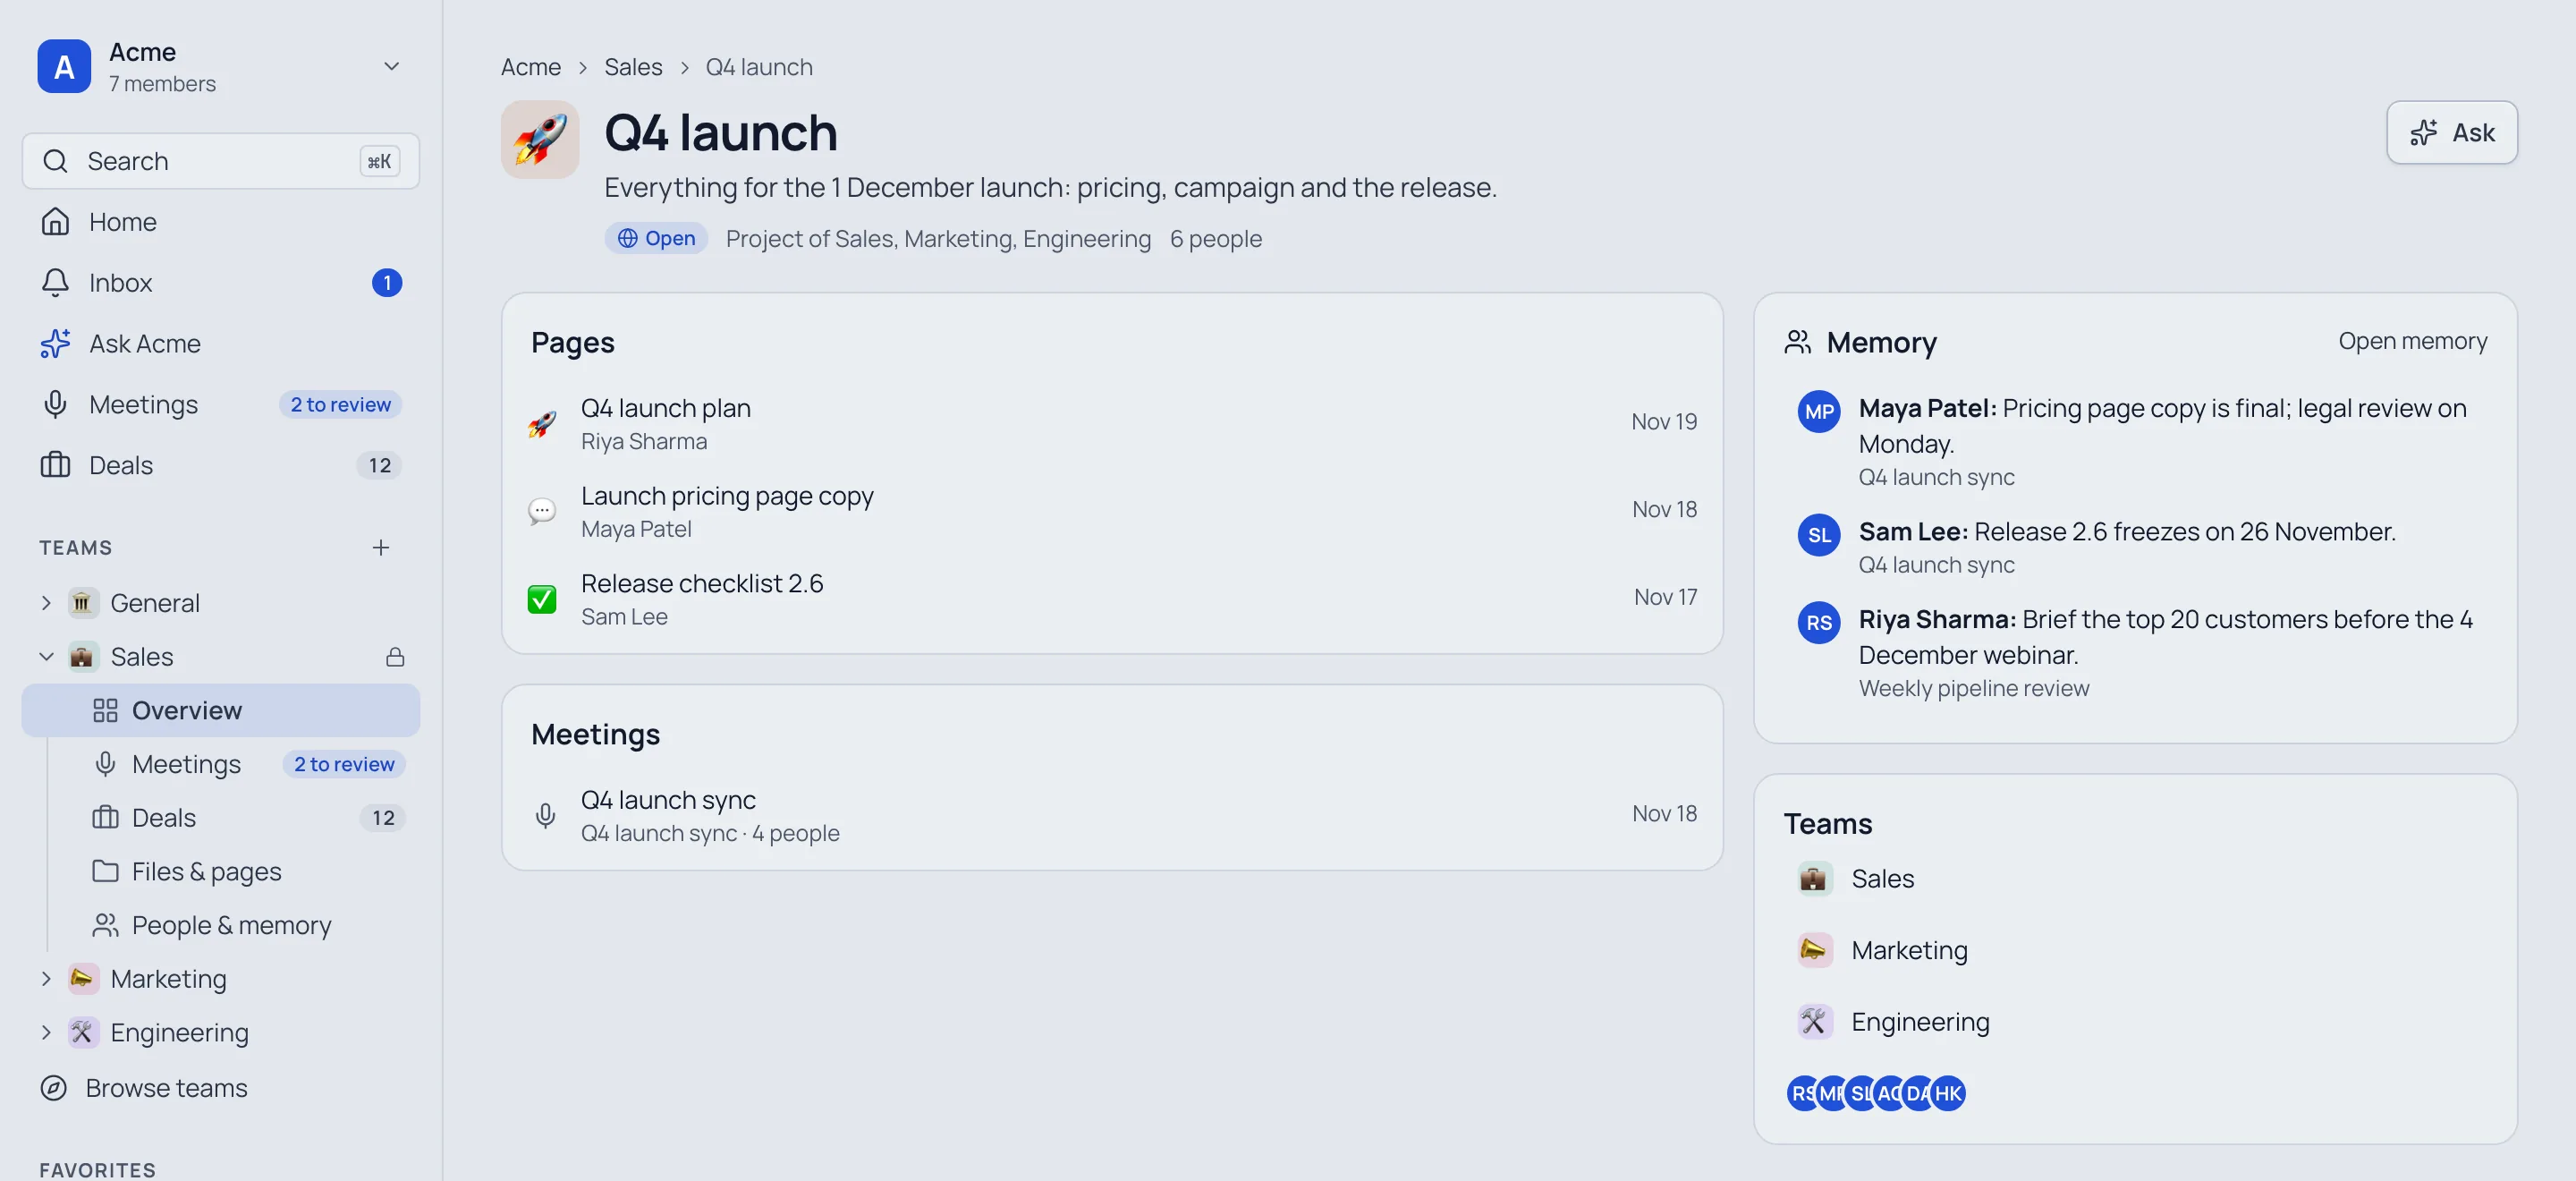 A
Acme
7 members
Search
⌘K
Home
Inbox
1
Ask Acme
Meetings
2 to review
Deals
12
TEAMS
General
Sales
Overview
Meetings
2 to review
Deals
12
Files & pages
People & memory
Marketing
Engineering
Browse teams
FAVORITES
Acme > Sales > Q4 launch
Q4 launch
Ask
Everything for the 1 December launch: pricing, campaign and the release.
Open
Project of Sales, Marketing, Engineering
6 people
Pages
Q4 launch plan
Riya Sharma
Nov 19
Launch pricing page copy
Maya Patel
Nov 18
Release checklist 2.6
Sam Lee
Nov 17
Meetings
Q4 launch sync
Q4 launch sync · 4 people
Nov 18
Memory
Open memory
MP
Maya Patel: Pricing page copy is final; legal review on
Monday.
Q4 launch sync
SL
Sam Lee: Release 2.6 freezes on 26 November.
Q4 launch sync
RS
Riya Sharma: Brief the top 20 customers before the 4
December webinar.
Weekly pipeline review
Teams
Sales
Marketing
Engineering
RS
MP
SL
DA
HK